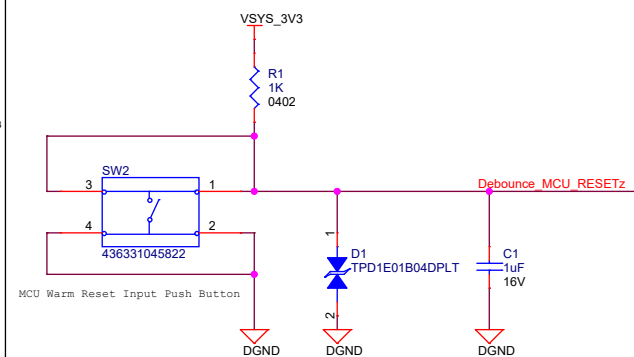 VSYS_3V3
R1
1K
0402
SW2
3
1
4
2
436331045822
MCU Warm Reset Input Push Button
Debounce_MCU_RESETz
1
D1
TPD1E01B04DPLT
2
C1
1uF
16V
DGND
DGND
DGND